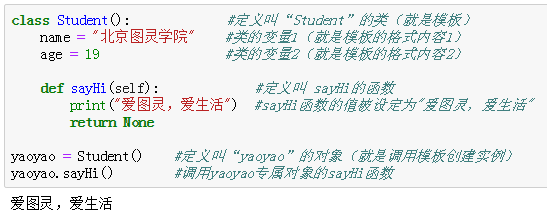 class Student():               #定义叫“Student”的类（就是模板）
    name = "北京图灵学院"    #类的变量1（就是模板的格式内容1）
    age = 19                  #类的变量2（就是模板的格式内容2）
    def sayHi(self):              #定义叫 sayHi的函数
        print("爱图灵，爱生活")  #sayHi函数的值被设定为"爱图灵，爱生活"
        return None
yaoyao = Student()    #定义叫“yaoyao”的对象（就是调用模板创建实例）
yaoyao.sayHi()        #调用yaoyao专属对象的sayHi函数
爱图灵，爱生活